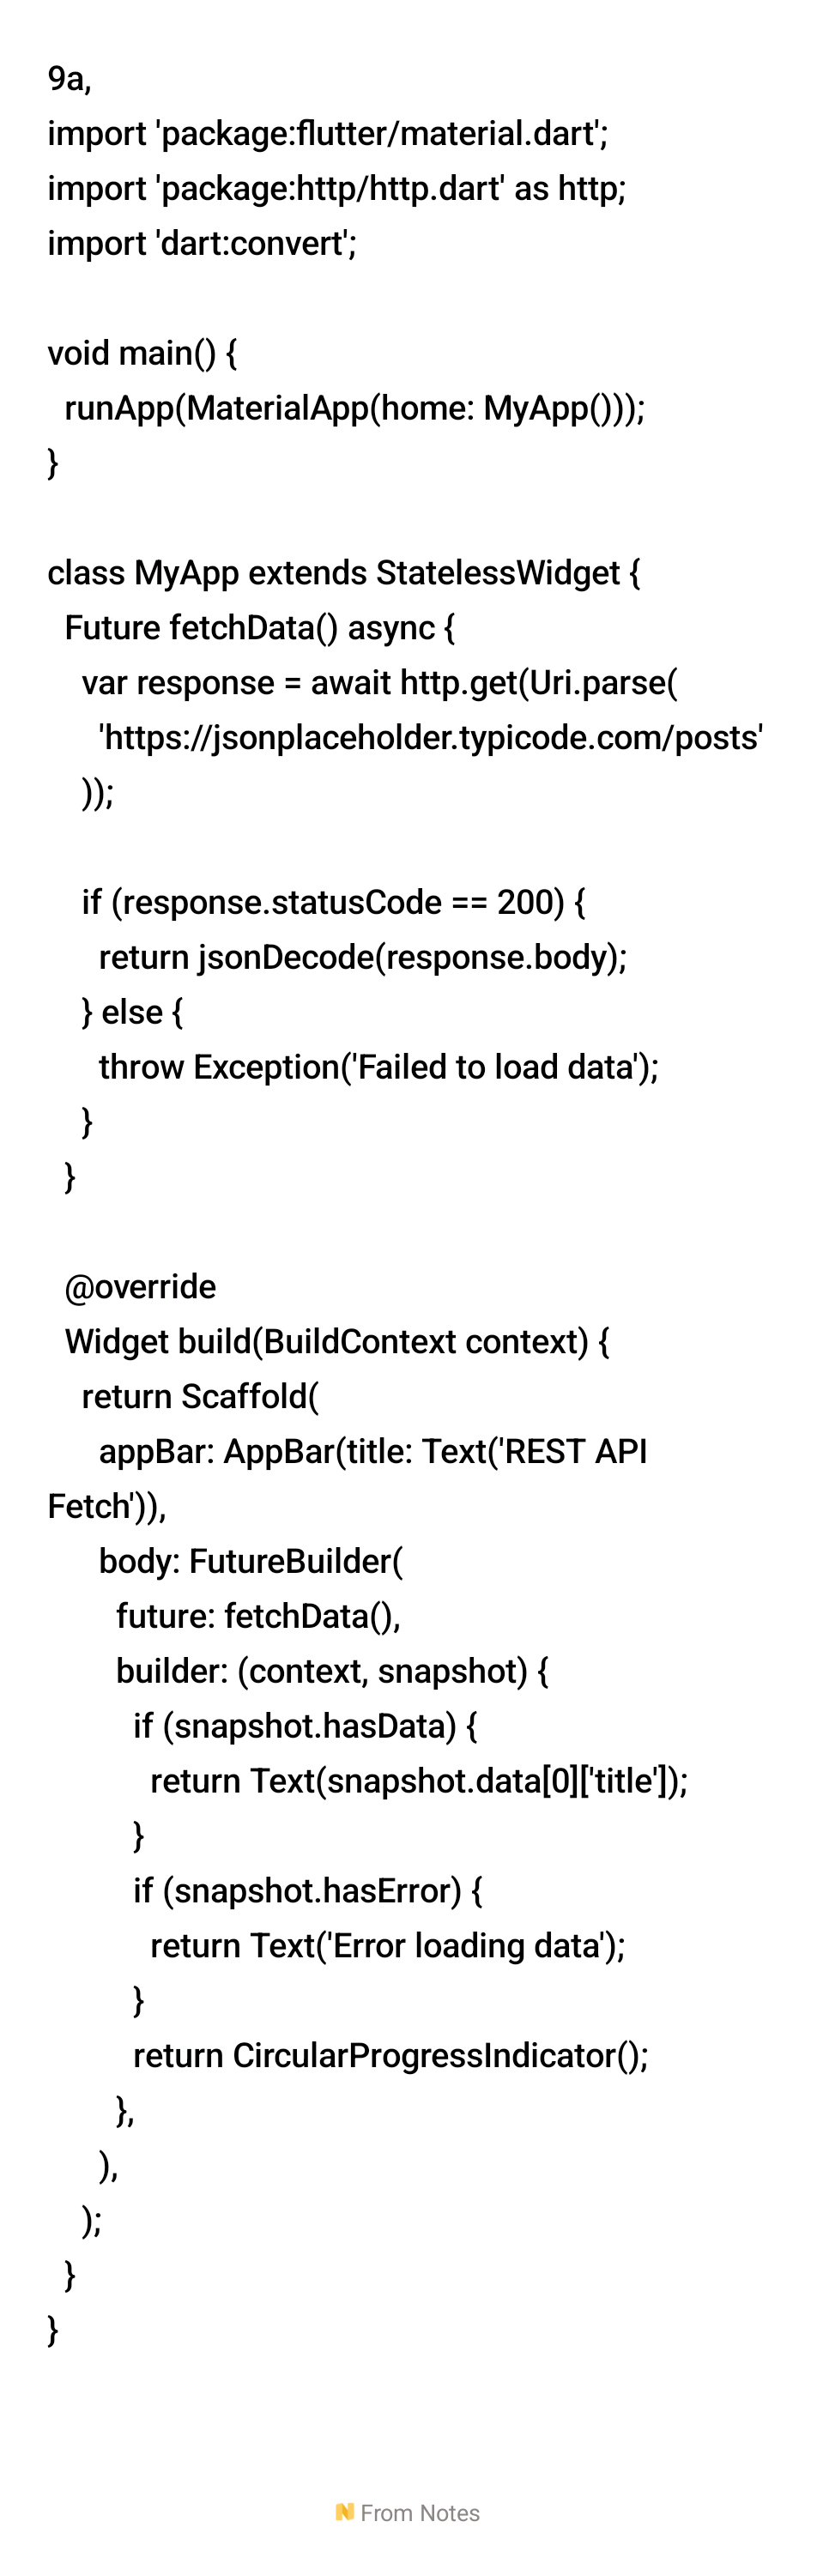 9a,
import 'package:flutter/material.dart';
import 'package:http/http.dart' as http;
import 'dart:convert';

void main() {
  runApp(MaterialApp(home: MyApp()));
}

class MyApp extends StatelessWidget {
  Future fetchData() async {
    var response = await http.get(Uri.parse(
      'https://jsonplaceholder.typicode.com/posts'
    ));

    if (response.statusCode == 200) {
      return jsonDecode(response.body);
    } else {
      throw Exception('Failed to load data');
    }
  }

  @override
  Widget build(BuildContext context) {
    return Scaffold(
      appBar: AppBar(title: Text('REST API
Fetch')),
      body: FutureBuilder(
        future: fetchData(),
        builder: (context, snapshot) {
          if (snapshot.hasData) {
            return Text(snapshot.data[0]['title']);
          }
          if (snapshot.hasError) {
            return Text('Error loading data');
          }
          return CircularProgressIndicator();
        },
      ),
    );
  }
}
From Notes